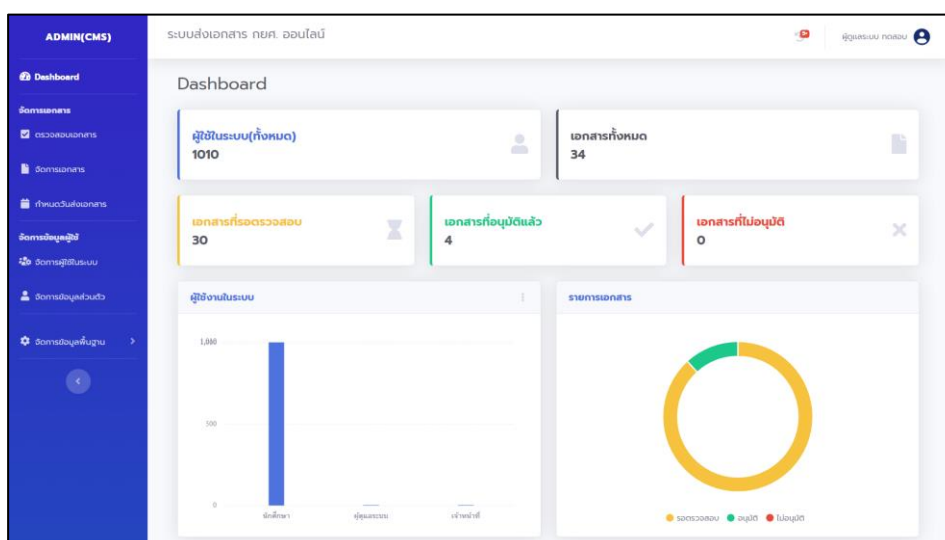 ADMIN(CMS)
ระบบส่งเอกสาร กยศ. ออนไลน์
ผู้ดูแลระบบ ทดสอบ
Dashboard
จัดการเอกสาร
ตรวจสอบเอกสาร
จัดการเอกสาร
กำหนดวันส่งเอกสาร
จัดการข้อมูลผู้ใช้
จัดการผู้ใช้ในระบบ
จัดการข้อมูลส่วนตัว
จัดการข้อมูลพื้นฐาน
Dashboard
ผู้ใช้ในระบบ(ทั้งหมด)
1010
เอกสารทั้งหมด
34
เอกสารที่รอตรวจสอบ
30
เอกสารที่อนุมัติแล้ว
4
เอกสารที่ไม่อนุมัติ
0
ผู้ใช้งานในระบบ
1,000
500
0
นักศึกษา
ผู้ดูแลระบบ
เจ้าหน้าที่
รายการเอกสาร
รอตรวจสอบ อนุมัติ ไม่อนุมัติ